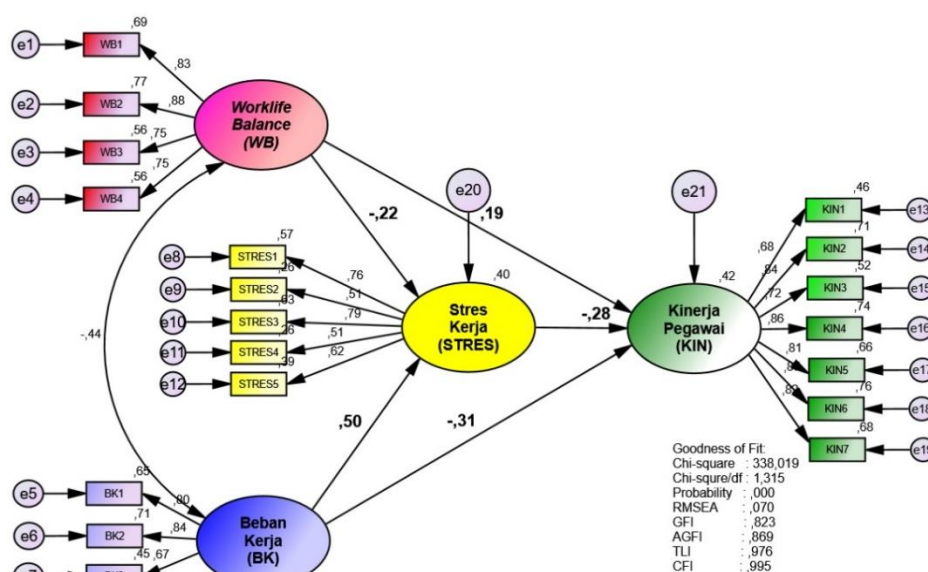 ,69
e1
WB1
,83
,77
e2
WB2
,88
,56
e3
WB3
,75
,56
e4
WB4
,75
Worklife
Balance
(WB)
e20
e21
-,22
,19
-,44
,57
e8
STRES1
,76
,26
e9
STRES2
,51
,63
e10
STRES3
,79
,26
e11
STRES4
,51
,39
e12
STRES5
,62
,40
Stres
Kerja
(STRES)
-,28
,42
Kinerja
Pegawai
(KIN)
,46
KIN1
e13
,68
,71
KIN2
e14
,84
,52
KIN3
e15
,72
,74
KIN4
e16
,86
,66
KIN5
e17
,81
,76
KIN6
e18
,68
KIN7
e19
,50
-,31
,65
e5
BK1
,80
,71
e6
BK2
,84
,45
,67
Beban
Kerja
(BK)
Goodness of Fit:
Chi-square : 338,019
Chi-squre/df : 1,315
Probability : ,000
RMSEA : ,070
GFI : ,823
AGFI : ,869
TLI : ,976
CFI : ,995